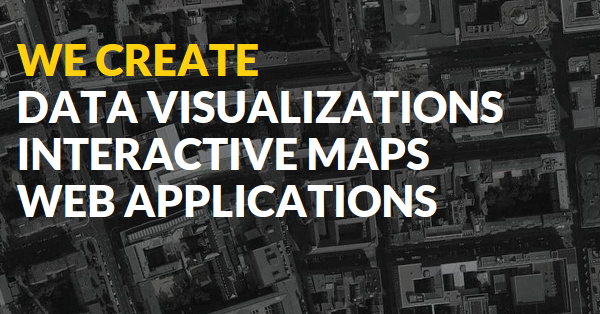 WE CREATE
DATA VISUALIZATIONS
INTERACTIVE MAPS
WEB APPLICATIONS